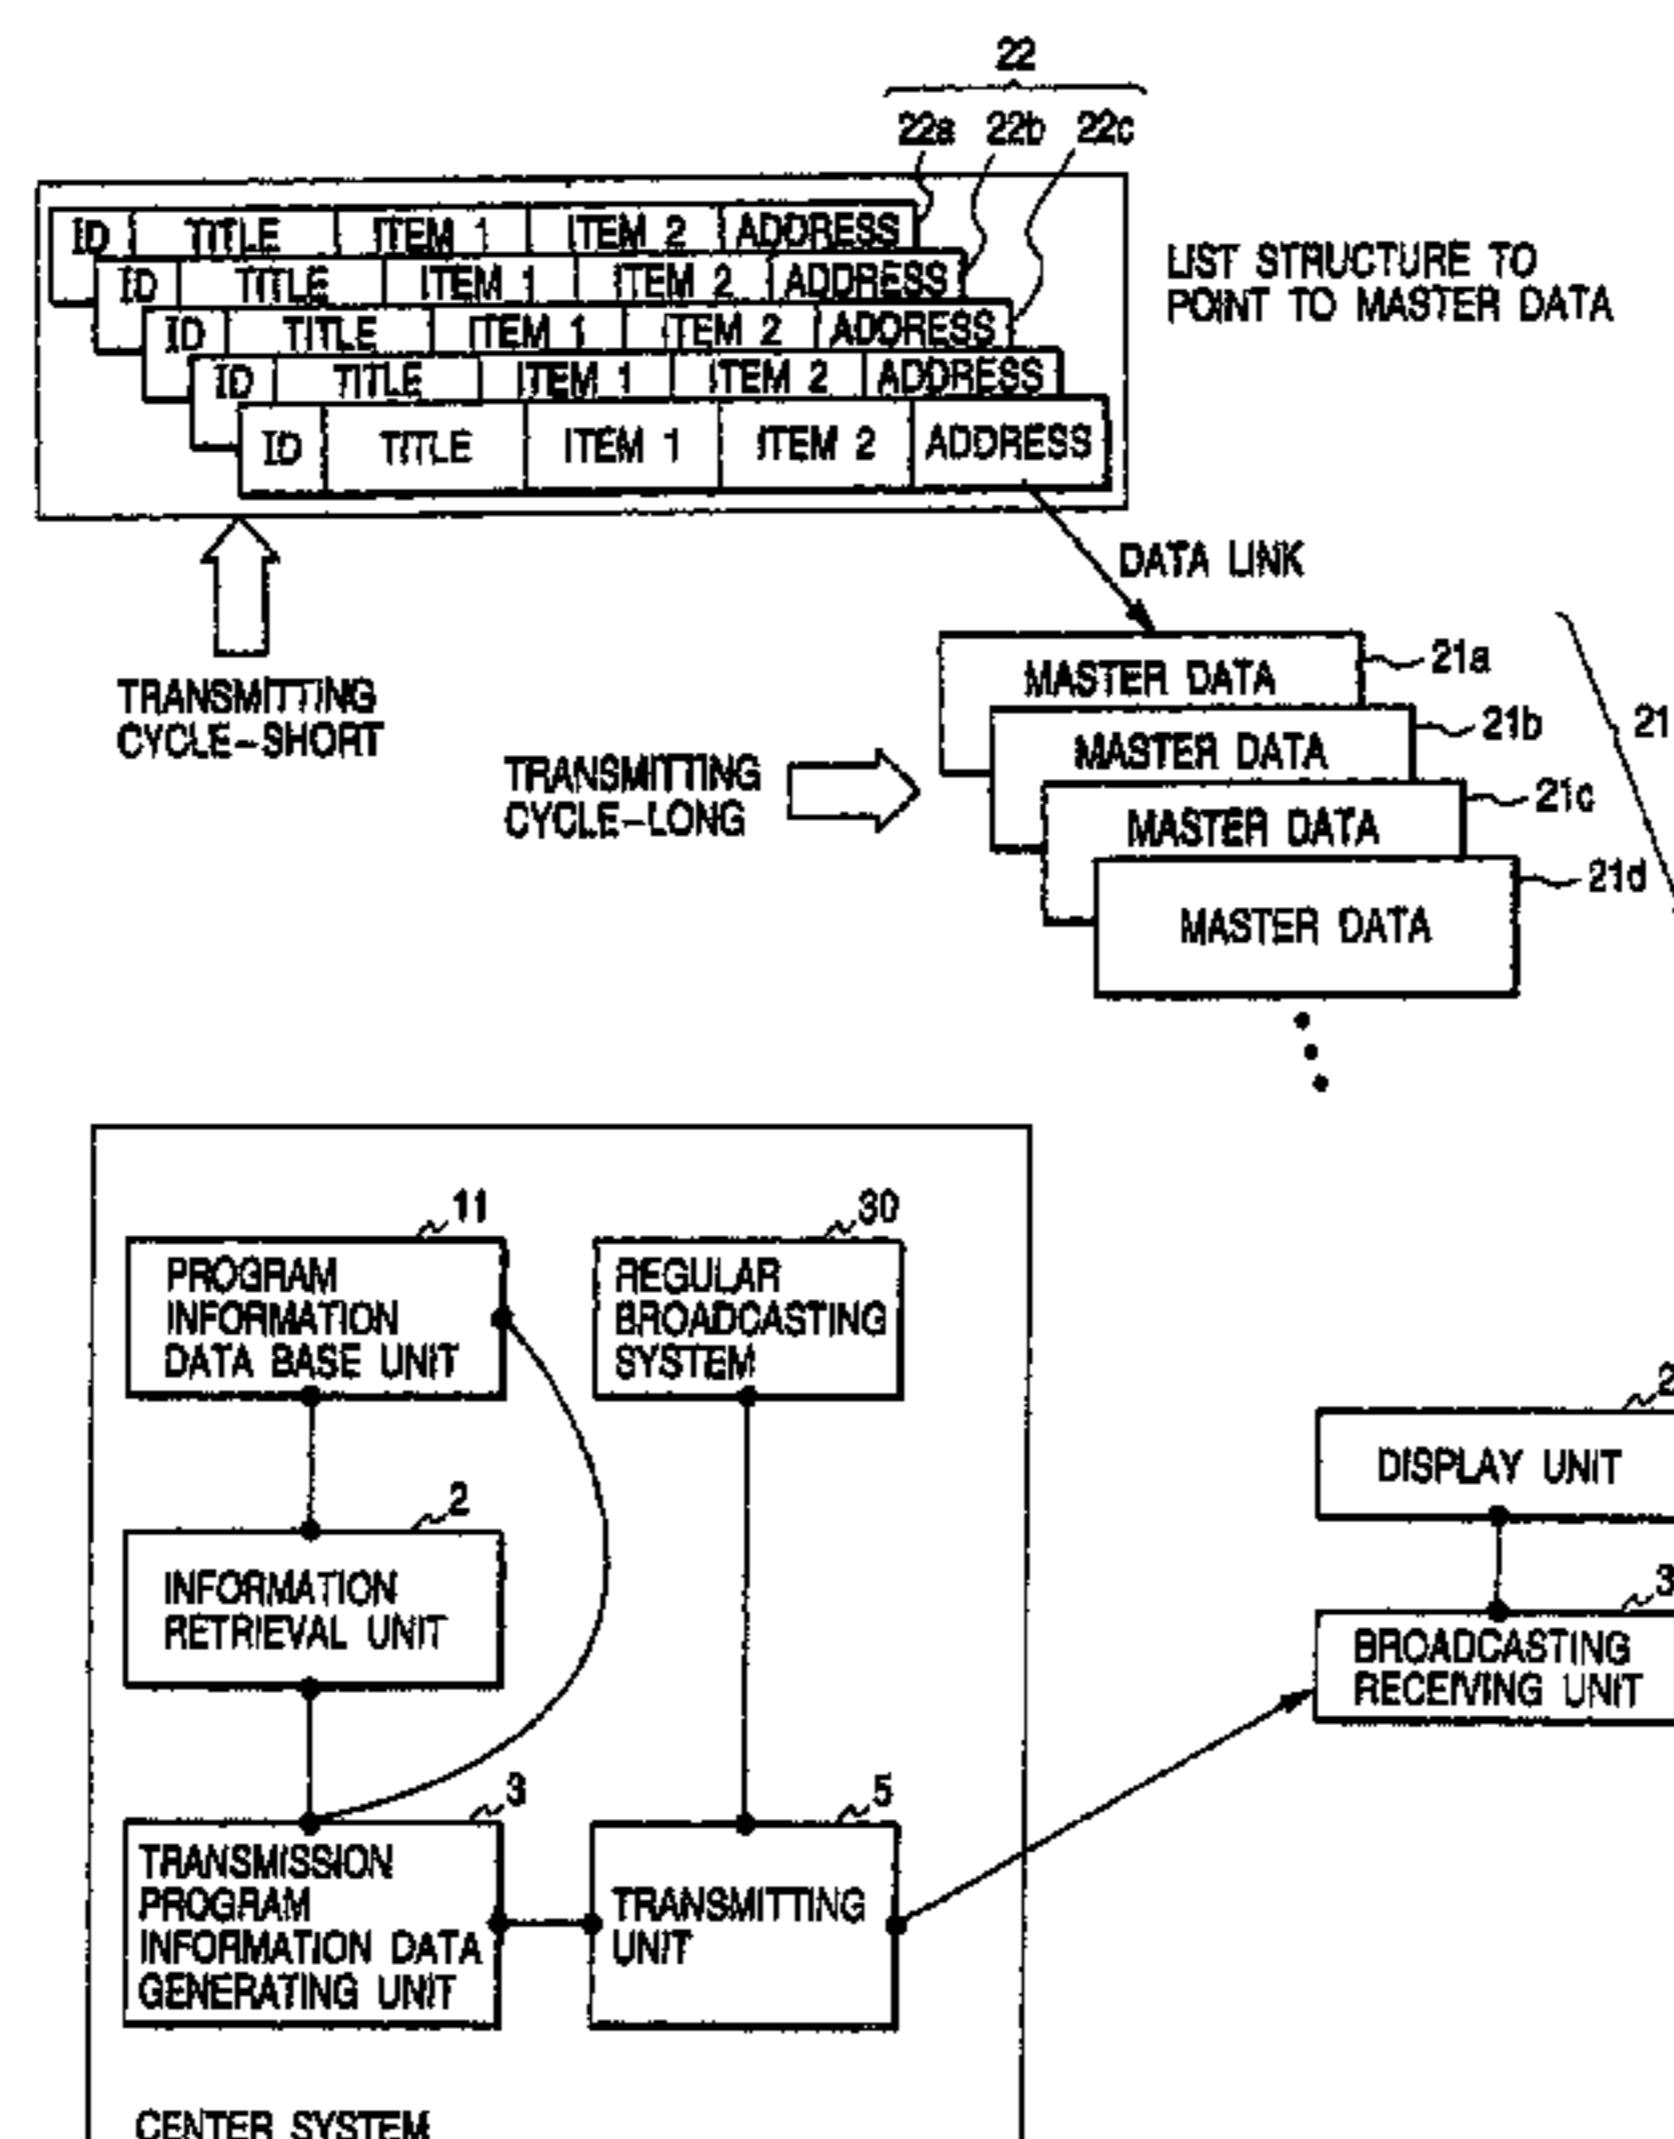 22
22a 22b 22c
ID TITLE ITEM 1 ITEM 2 ADDRESS
ID TITLE ITEM 1 ITEM 2 ADDRESS
ID TITLE ITEM 1 ITEM 2 ADDRESS
ID TITLE ITEM 1 ITEM 2 ADDRESS
ID TITLE ITEM 1 ITEM 2 ADDRESS
LIST STRUCTURE TO
POINT TO MASTER DATA
DATA LINK
TRANSMITTING
CYCLE-SHORT
TRANSMITTING
CYCLE-LONG
MASTER DATA 21a
MASTER DATA 21b
MASTER DATA 21c
MASTER DATA 21d
21
11
PROGRAM
INFORMATION
DATA BASE UNIT
30
REGULAR
BROADCASTING
SYSTEM
2
INFORMATION
RETRIEVAL UNIT
3
TRANSMISSION
PROGRAM
INFORMATION DATA
GENERATING UNIT
5
TRANSMITTING
UNIT
DISPLAY UNIT
BROADCASTING
RECEIVING UNIT
CENTER SYSTEM